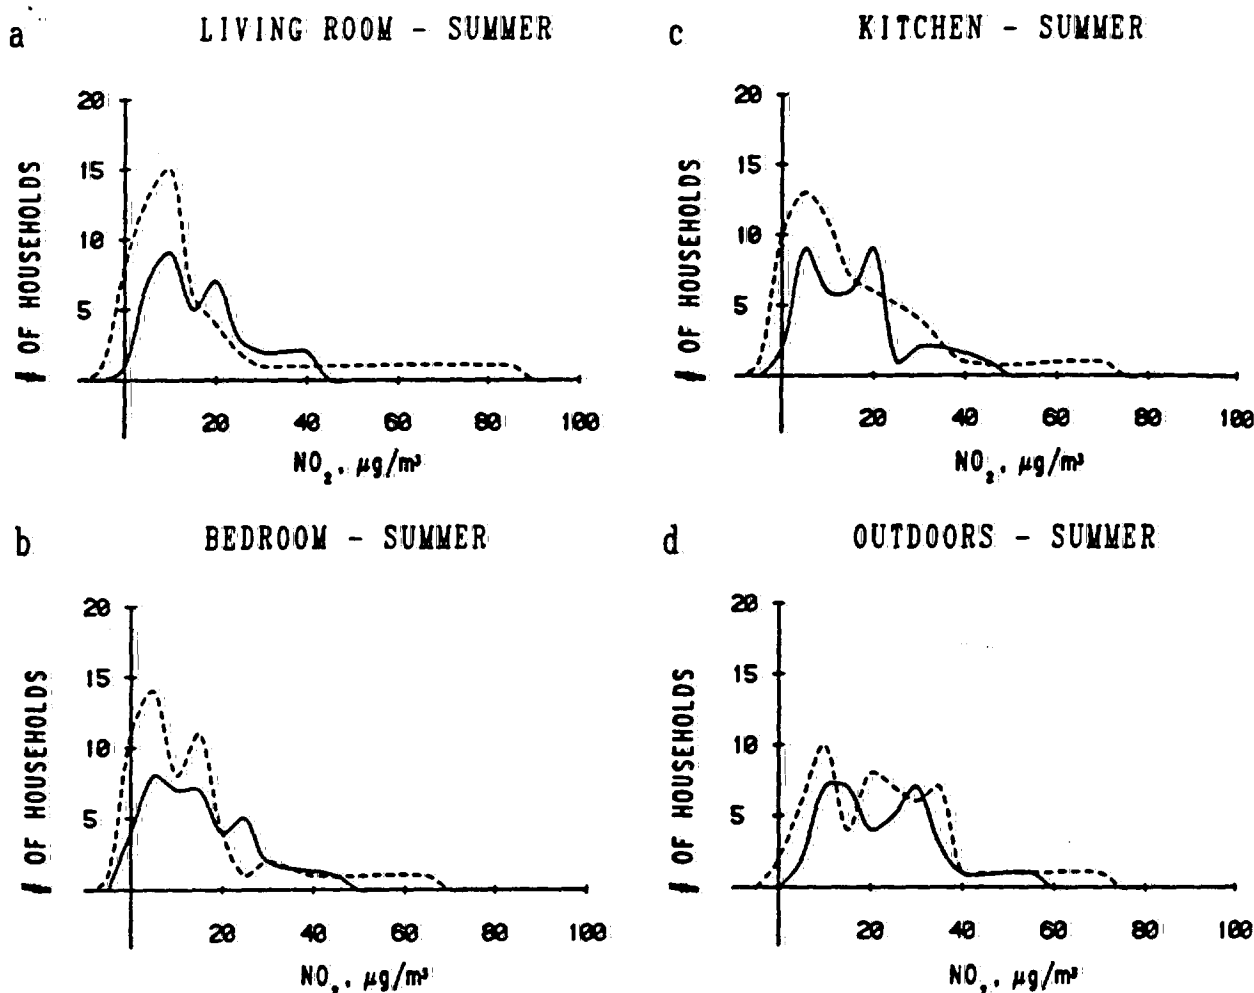 a
LIVING ROOM - SUMMER
20
15
10
5
# OF HOUSEHOLDS
20 40 60 80 100
NO₂, µg/m³
c
KITCHEN - SUMMER
20
15
10
5
# OF HOUSEHOLDS
20 40 60 80 100
NO₂, µg/m³
b
BEDROOM - SUMMER
20
15
10
5
# OF HOUSEHOLDS
20 40 60 80 100
NO₂, µg/m³
d
OUTDOORS - SUMMER
20
15
10
5
# OF HOUSEHOLDS
20 40 60 80 100
NO₂, µg/m³